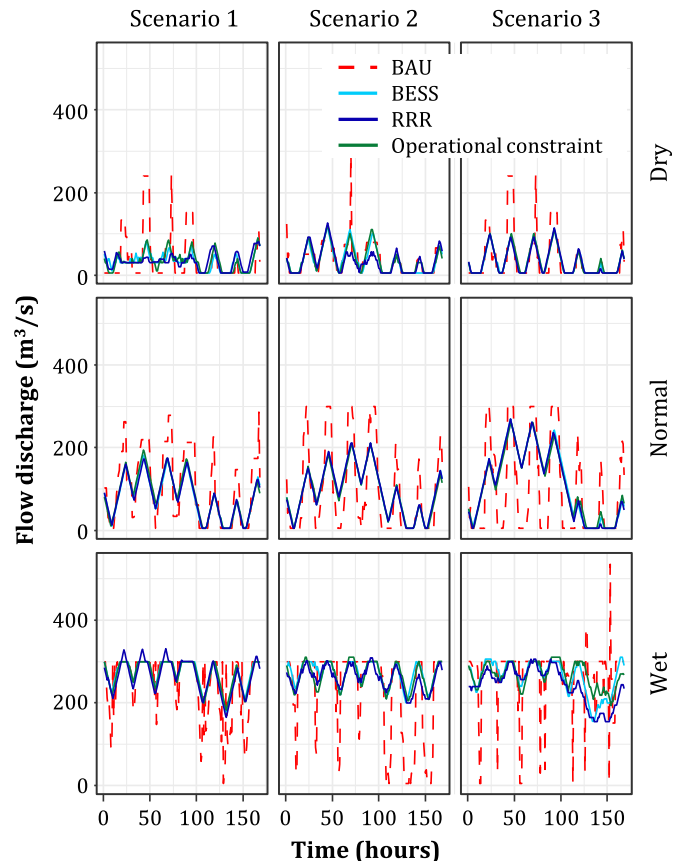 Scenario 1 Scenario 2 Scenario 3
BAU
BESS
RRR
Operational constraint
Dry
400
200
0
Normal
400
200
0
Wet
400
200
0
Flow discharge (m³/s)
0 50 100 150 0 50 100 150 0 50 100 150
Time (hours)